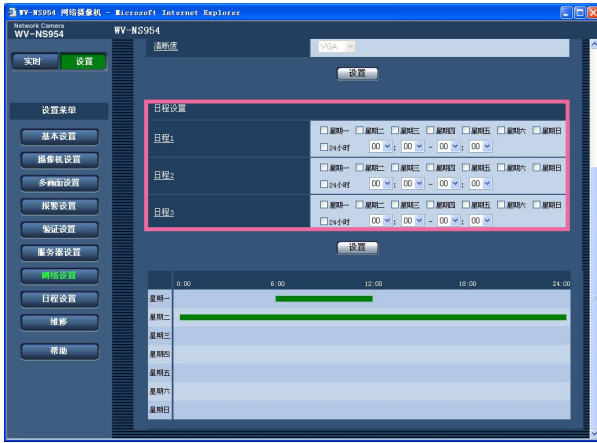 WV-NS954 网络摄像机 - Microsoft Internet Explorer
Network Camera
WV-NS954
WV-NS954
实时
设置
设置菜单
基本设置
摄像机设置
多画面设置
报警设置
验证设置
服务器设置
网络设置
日程设置
维修
帮助
清晰度
VGA
设置
日程设置
日程1
星期一 星期二 星期三 星期四 星期五 星期六 星期日
24小时 00 : 00 - 00 : 00
日程2
星期一 星期二 星期三 星期四 星期五 星期六 星期日
24小时 00 : 00 - 00 : 00
日程3
星期一 星期二 星期三 星期四 星期五 星期六 星期日
24小时 00 : 00 - 00 : 00
设置
0:00 6:00 12:00 18:00 24:00
星期一
星期二
星期三
星期四
星期五
星期六
星期日